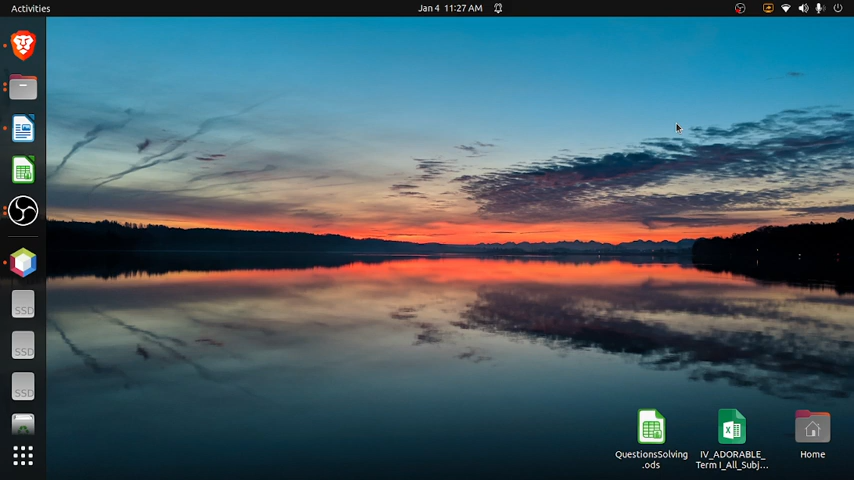 Activities
Jan 4 11:27 AM
SSD
SSD
SSD
QuestionsSolving
.ods
IV_ADORABLE_
Term I_All_Subj...
Home